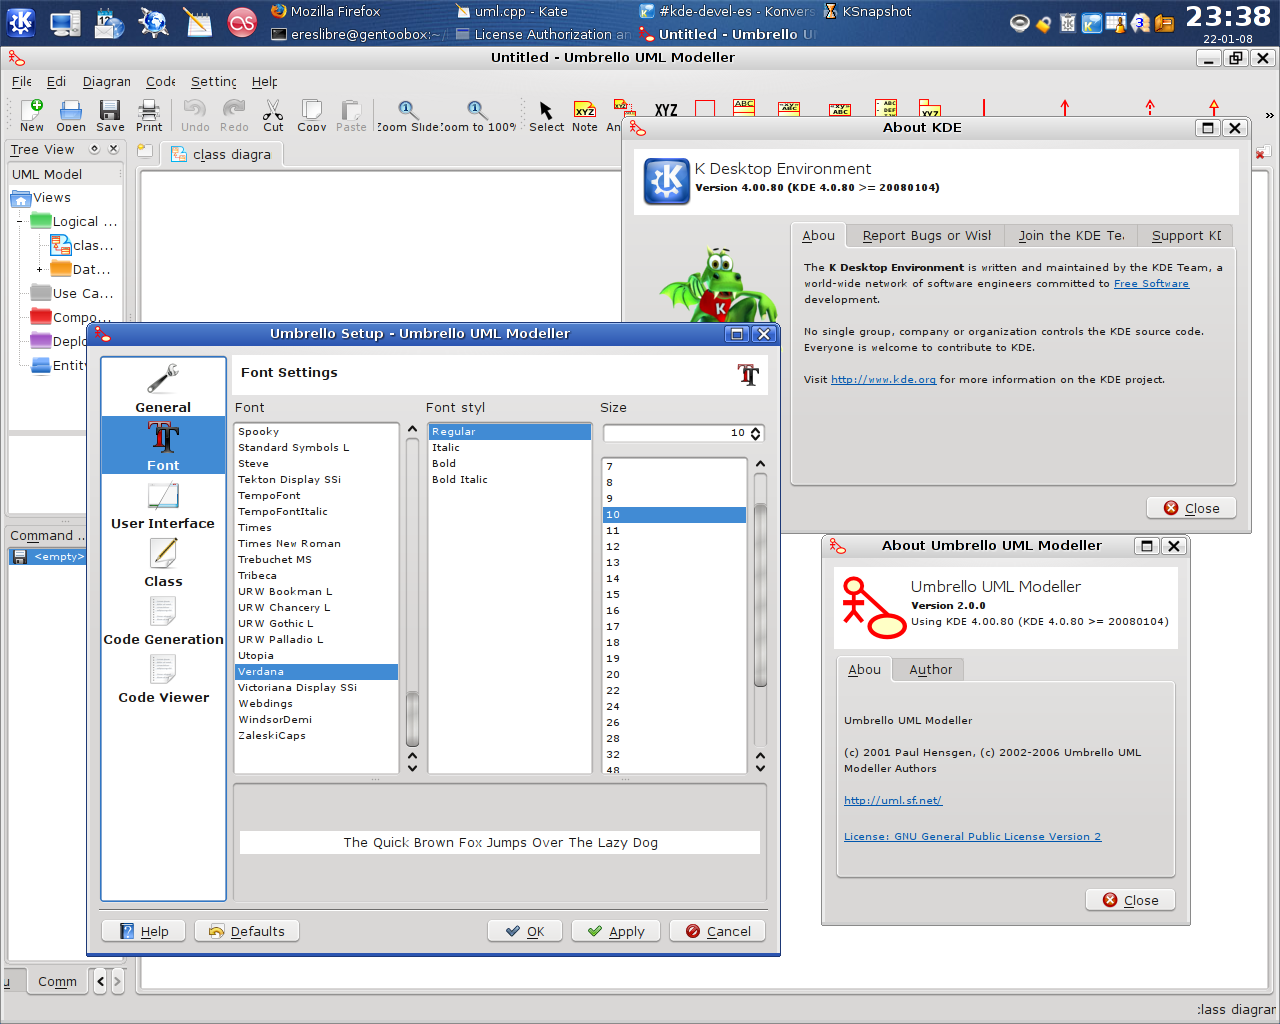 Mozilla Firefox
uml.cpp - Kate
#kde-devel-es - Konvers
KSnapshot
ereslibre@gentoobox:~
License Authorization an
Untitled - Umbrello U
3
23:38
22-01-08
Untitled - Umbrello UML Modeller
File
Edi
Diagran
Code
Setting
Help
New
Open
Save
Print
Undo
Redo
Cut
Copy
Paste
Zoom Slide
Zoom to 100%
Select
Note
An
XYZ
Tree View
class diagra
UML Model
Views
Logical ...
clas...
Dat...
Use Ca...
Compo...
Deplo
Entity
Command ...
<empty>
Comm
class diagran
About KDE
K Desktop Environment
Version 4.00.80 (KDE 4.0.80 >= 20080104)
Abou
Report Bugs or Wish
Join the KDE Te.
Support KD
The K Desktop Environment is written and maintained by the KDE Team, a
world-wide network of software engineers committed to Free Software
development.
No single group, company or organization controls the KDE source code.
Everyone is welcome to contribute to KDE.
Visit http://www.kde.org for more information on the KDE project.
Close
Umbrello Setup - Umbrello UML Modeller
General
Font
User Interface
Class
Code Generation
Code Viewer
Font Settings
Font
Font styl
Size
Spooky
Standard Symbols L
Steve
Tekton Display SSi
TempoFont
TempoFontItalic
Times
Times New Roman
Trebuchet MS
Tribeca
URW Bookman L
URW Chancery L
URW Gothic L
URW Palladio L
Utopia
Verdana
Victoriana Display SSi
Webdings
WindsorDemi
ZaleskiCaps
Regular
Italic
Bold
Bold Italic
10
7
8
9
10
11
12
13
14
15
16
17
18
19
20
22
24
26
28
32
48
The Quick Brown Fox Jumps Over The Lazy Dog
Help
Defaults
OK
Apply
Cancel
About Umbrello UML Modeller
Umbrello UML Modeller
Version 2.0.0
Using KDE 4.00.80 (KDE 4.0.80 >= 20080104)
Abou
Author
Umbrello UML Modeller
(c) 2001 Paul Hensgen, (c) 2002-2006 Umbrello UML
Modeller Authors
http://uml.sf.net/
License: GNU General Public License Version 2
Close